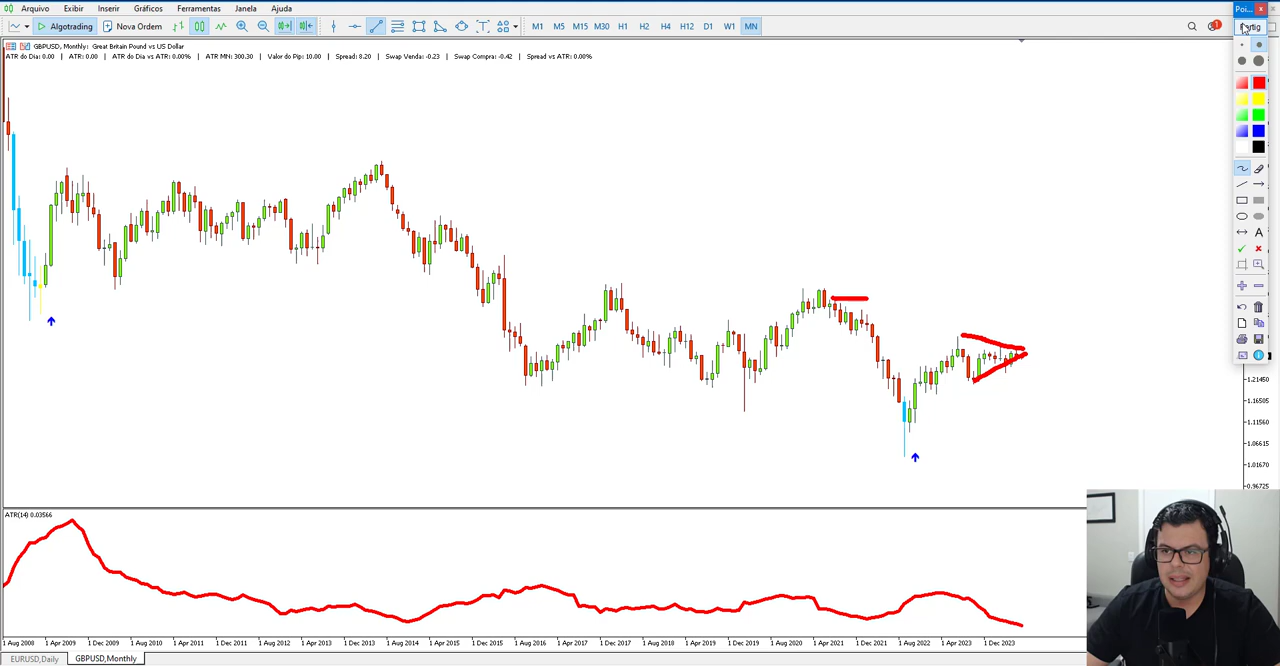 Arquivo Exibir Inserir Gráficos Ferramentas Janela Ajuda
Algotrading Nova Ordem M1 M5 M15 M30 H1 H2 H4 H12 D1 W1 MN 1
GBPUSD, Monthly: Great Britain Pound vs US Dollar
ATR do Dia: 0.00 | ATR: 0.00 | ATR do Dia vs ATR: 0.00% | ATR MN: 300.30 | Valor do Pip: 10.00 | Spread: 8.20 | Swap Venda: -0.23 | Swap Compra: -0.42 | Spread vs ATR: 0.00%
1.21450
1.16505
1.11560
1.06615
1.01670
0.96725
ATR(14) 0.03566
1 Aug 2008 1 Apr 2009 1 Dec 2009 1 Aug 2010 1 Apr 2011 1 Dec 2011 1 Aug 2012 1 Apr 2013 1 Dec 2013 1 Aug 2014 1 Apr 2015 1 Dec 2015 1 Aug 2016 1 Apr 2017 1 Dec 2017 1 Aug 2018 1 Apr 2019 1 Dec 2019 1 Aug 2020 1 Apr 2021 1 Dec 2021 1 Aug 2022 1 Apr 2023 1 Dec 2023
EURUSD,Daily GBPUSD,Monthly